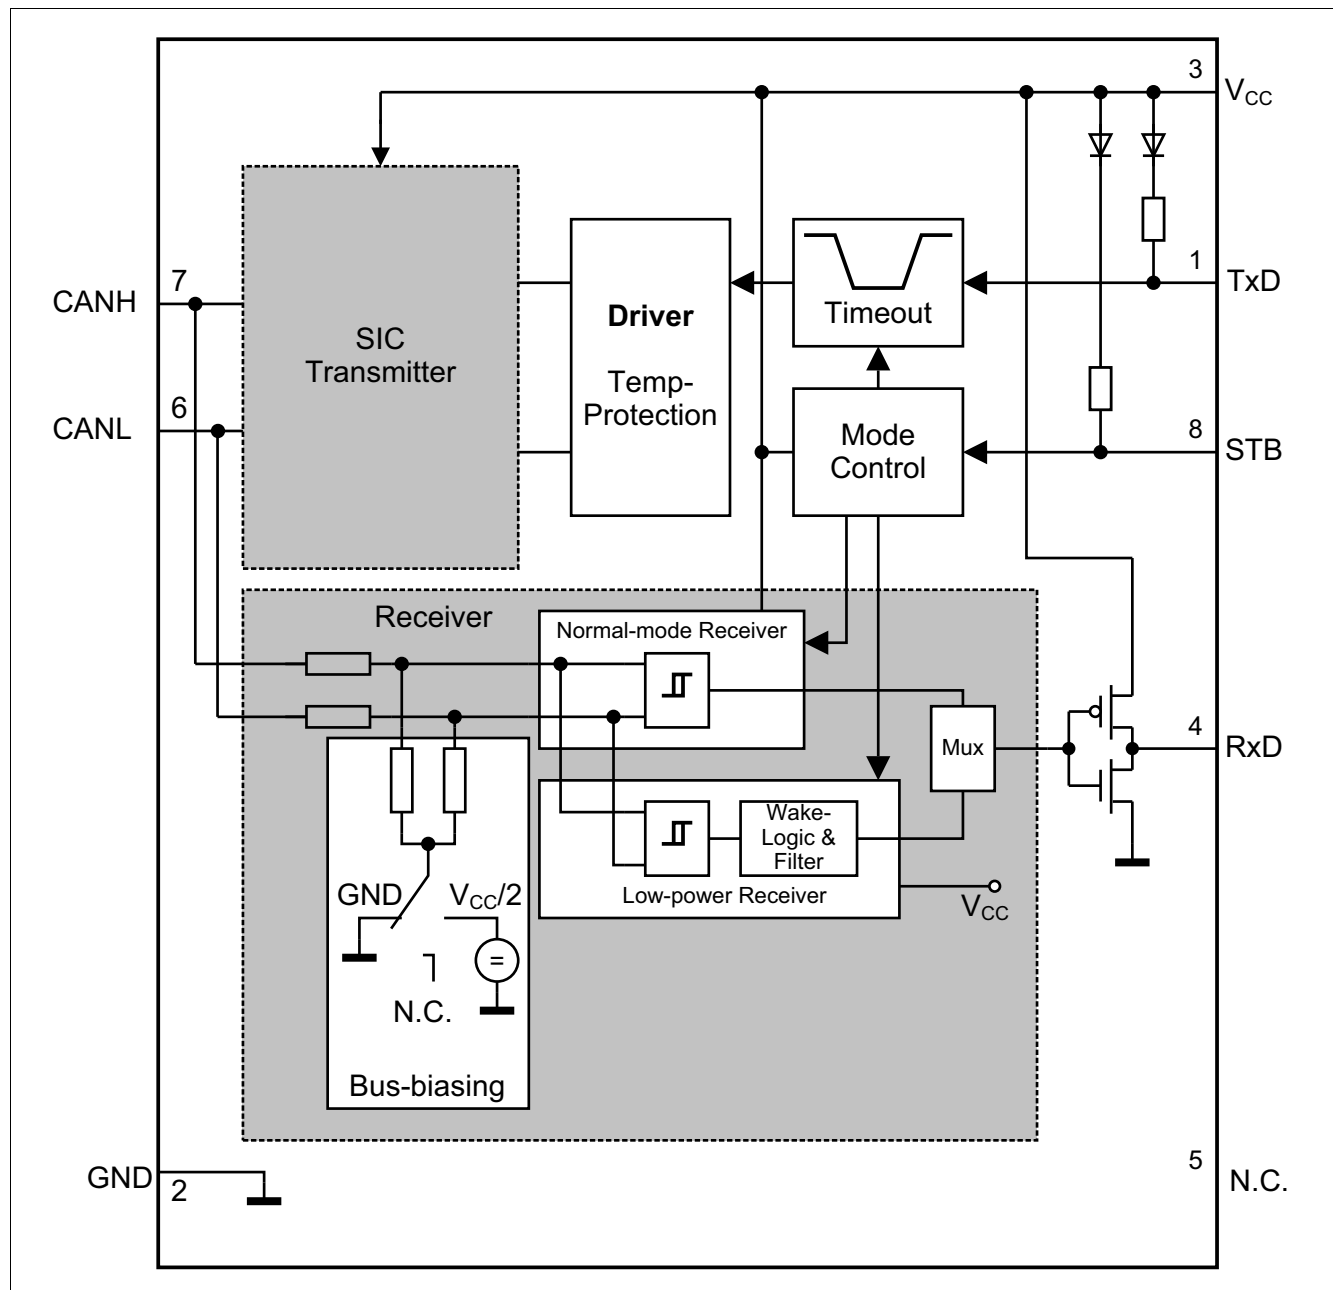 3
VCC
7
CANH
1
TxD
Timeout
Driver
SIC
Transmitter
Temp-
Protection
6
CANL
8
STB
Mode
Control
Receiver
Normal-mode Receiver
4
RxD
Mux
Wake-
Logic &
Filter
Low-power Receiver
VCC
GND
VCC/2
=
N.C.
Bus-biasing
GND
2
5
N.C.